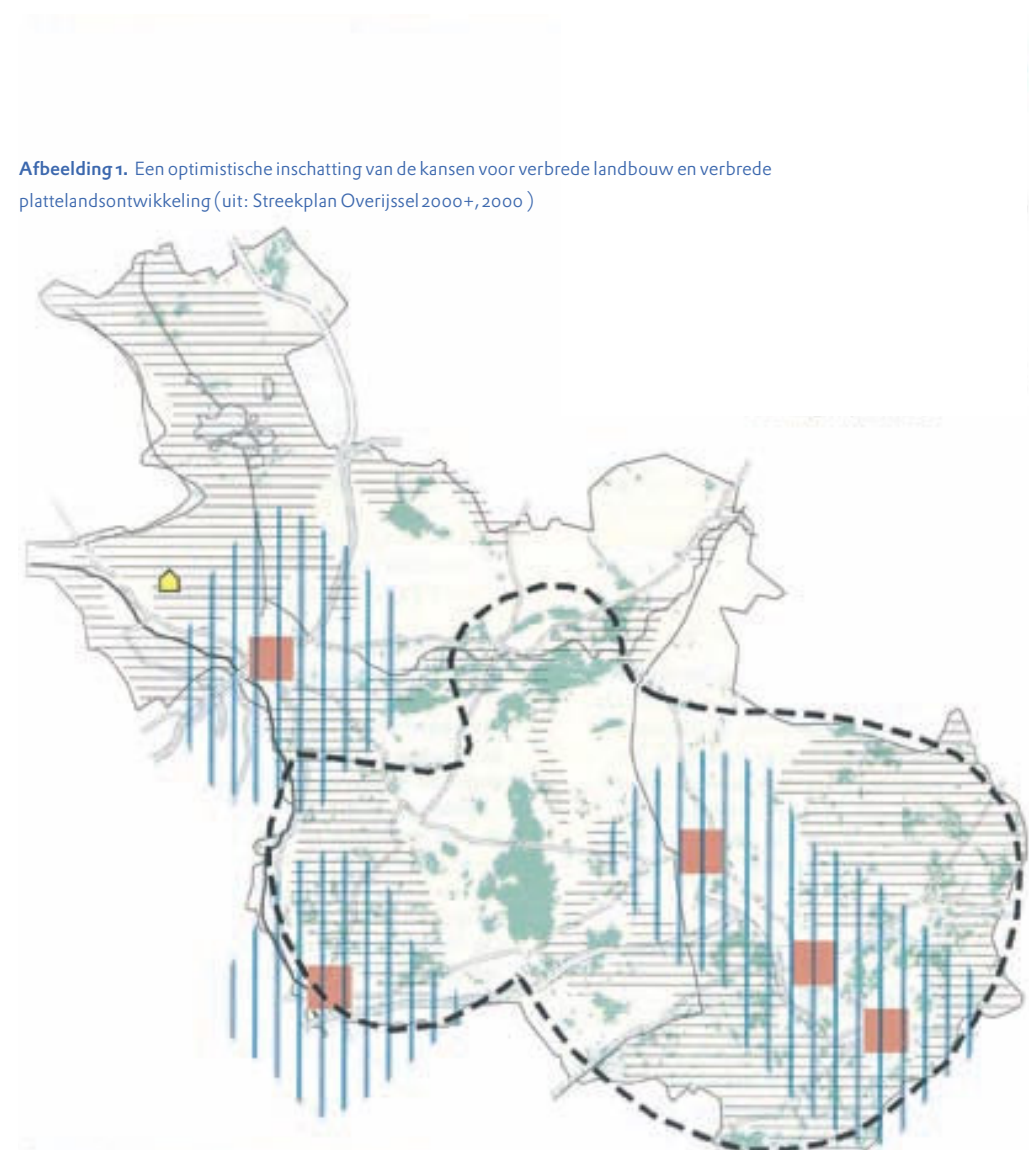 Afbeelding 1. Een optimistische inschatting van de kansen voor verbrede landbouw en verbrede
plattelandsontwikkeling (uit: Streekplan Overijssel 2000+, 2000 )